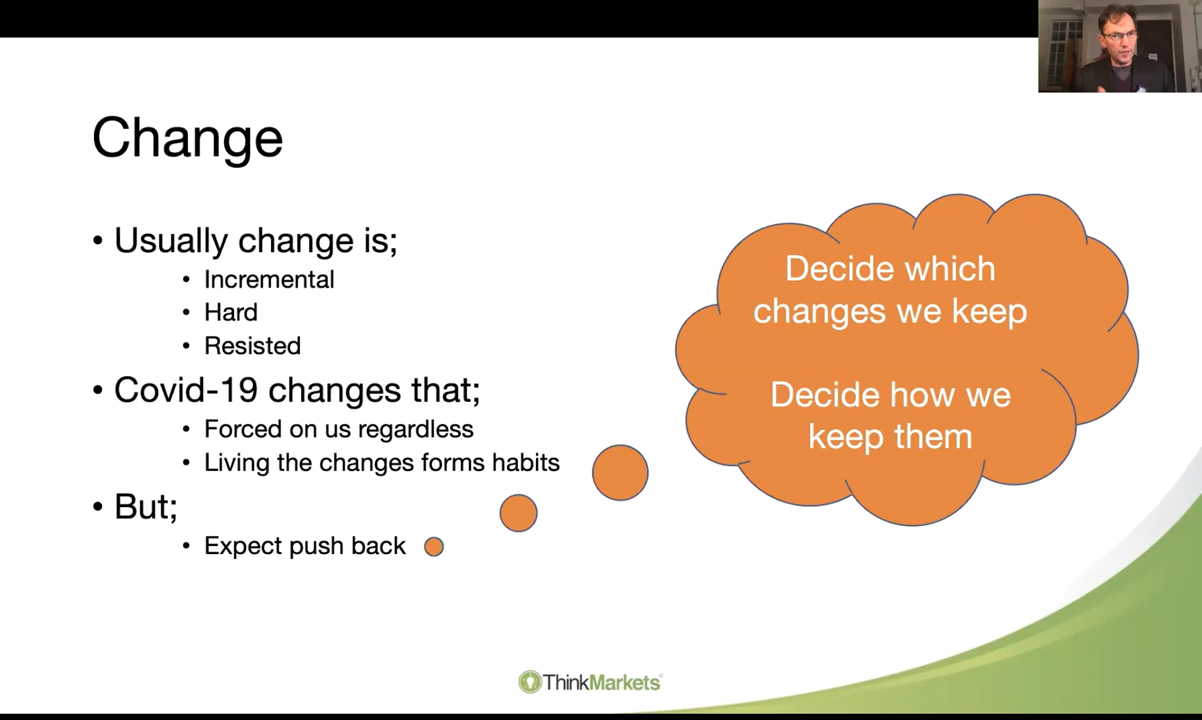 Change
• Usually change is;
• Incremental
• Hard
• Resisted
• Covid-19 changes that;
• Forced on us regardless
• Living the changes forms habits
• But;
• Expect push back
Decide which
changes we keep
Decide how we
keep them
ThinkMarkets